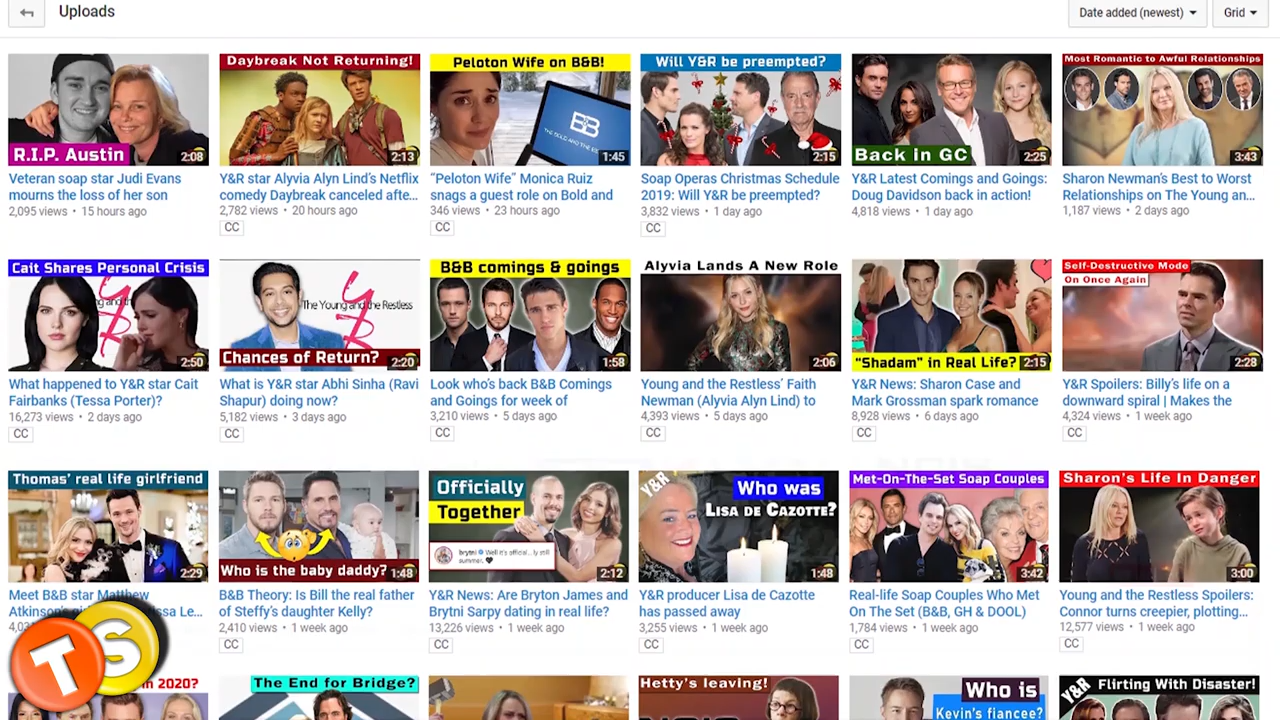 Uploads
Date added (newest)
Grid
R.I.P. Austin
2:08
Veteran soap star Judi Evans
mourns the loss of her son
2,095 views • 15 hours ago
Daybreak Not Returning!
2:13
Y&R star Alyvia Alyn Lind's Netflix
comedy Daybreak canceled afte...
2,782 views • 20 hours ago
CC
Peloton Wife on B&B!
B&B
THE BOLD AND THE
1:45
“Peloton Wife” Monica Ruiz
snags a guest role on Bold and
346 views • 23 hours ago
CC
Will Y&R be preempted?
2:15
Soap Operas Christmas Schedule
2019: Will Y&R be preempted?
3,832 views • 1 day ago
CC
Back in GC
2:25
Y&R Latest Comings and Goings:
Doug Davidson back in action!
4,818 views • 1 day ago
Most Romantic to Awful Relationships
3:43
Sharon Newman's Best to Worst
Relationships on The Young an...
1,187 views • 2 days ago
Cait Shares Personal Crisis
2:50
What happened to Y&R star Cait
Fairbanks (Tessa Porter)?
16,273 views • 2 days ago
CC
The Young and the Restless
Chances of Return?
2:20
What is Y&R star Abhi Sinha (Ravi
Shapur) doing now?
5,182 views • 3 days ago
CC
B&B comings & goings
1:58
Look who's back B&B Comings
and Goings for week of
3,210 views • 5 days ago
CC
Alyvia Lands A New Role
2:06
Young and the Restless' Faith
Newman (Alyvia Alyn Lind) to
4,393 views • 5 days ago
CC
“Shadam” in Real Life?
2:15
Y&R News: Sharon Case and
Mark Grossman spark romance
8,928 views • 6 days ago
CC
Self-Destructive Mode
On Once Again
2:28
Y&R Spoilers: Billy's life on a
downward spiral | Makes the
4,324 views • 1 week ago
CC
Thomas' real life girlfriend
2:29
Meet B&B star Matthew
TS
Who is the baby daddy?
1:48
B&B Theory: Is Bill the real father
of Steffy's daughter Kelly?
2,410 views • 1 week ago
CC
Officially
Together
brytni Well it's official...ly still
summer.
2:12
Y&R News: Are Bryton James and
Brytni Sarpy dating in real life?
13,226 views • 1 week ago
CC
Y&R
Who was
Lisa de Cazotte?
1:48
Y&R producer Lisa de Cazotte
has passed away
3,255 views • 1 week ago
CC
Met-On-The-Set Soap Couples
3:42
Real-life Soap Couples Who Met
On The Set (B&B, GH & DOOL)
1,784 views • 1 week ago
CC
Sharon's Life In Danger
3:00
Young and the Restless Spoilers:
Connor turns creepier, plotting...
12,577 views • 1 week ago
CC
in 2020?
The End for Bridge?
Hetty's leaving!
Who is
Kevin's fiancee?
Y&R
Flirting With Disaster!